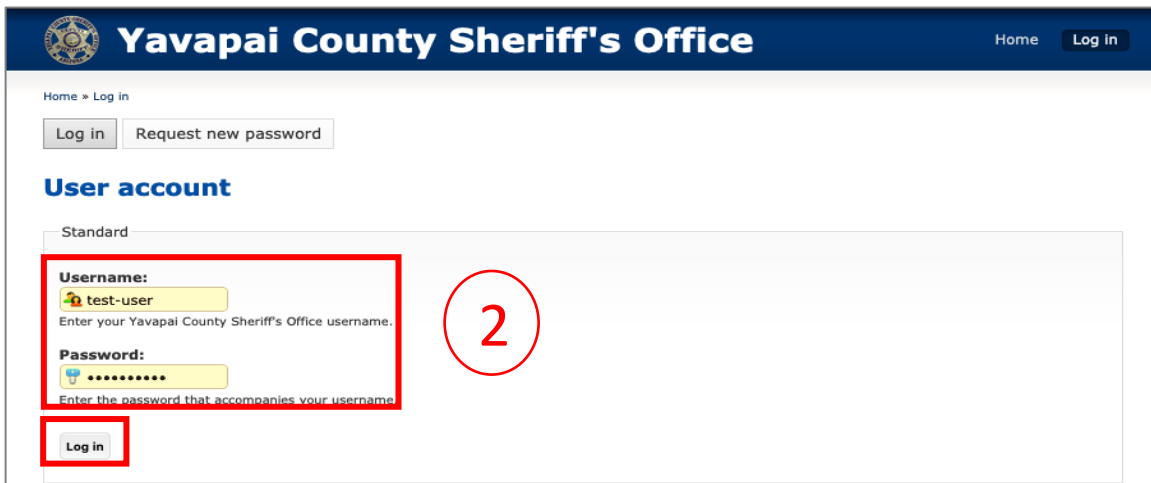 Yavapai County Sheriff's Office
Home Log in
Home » Log in
Log in Request new password
User account
Standard
Username:
test-user
Enter your Yavapai County Sheriff's Office username.
Password:
••••••••••
Enter the password that accompanies your username.
Log in
2